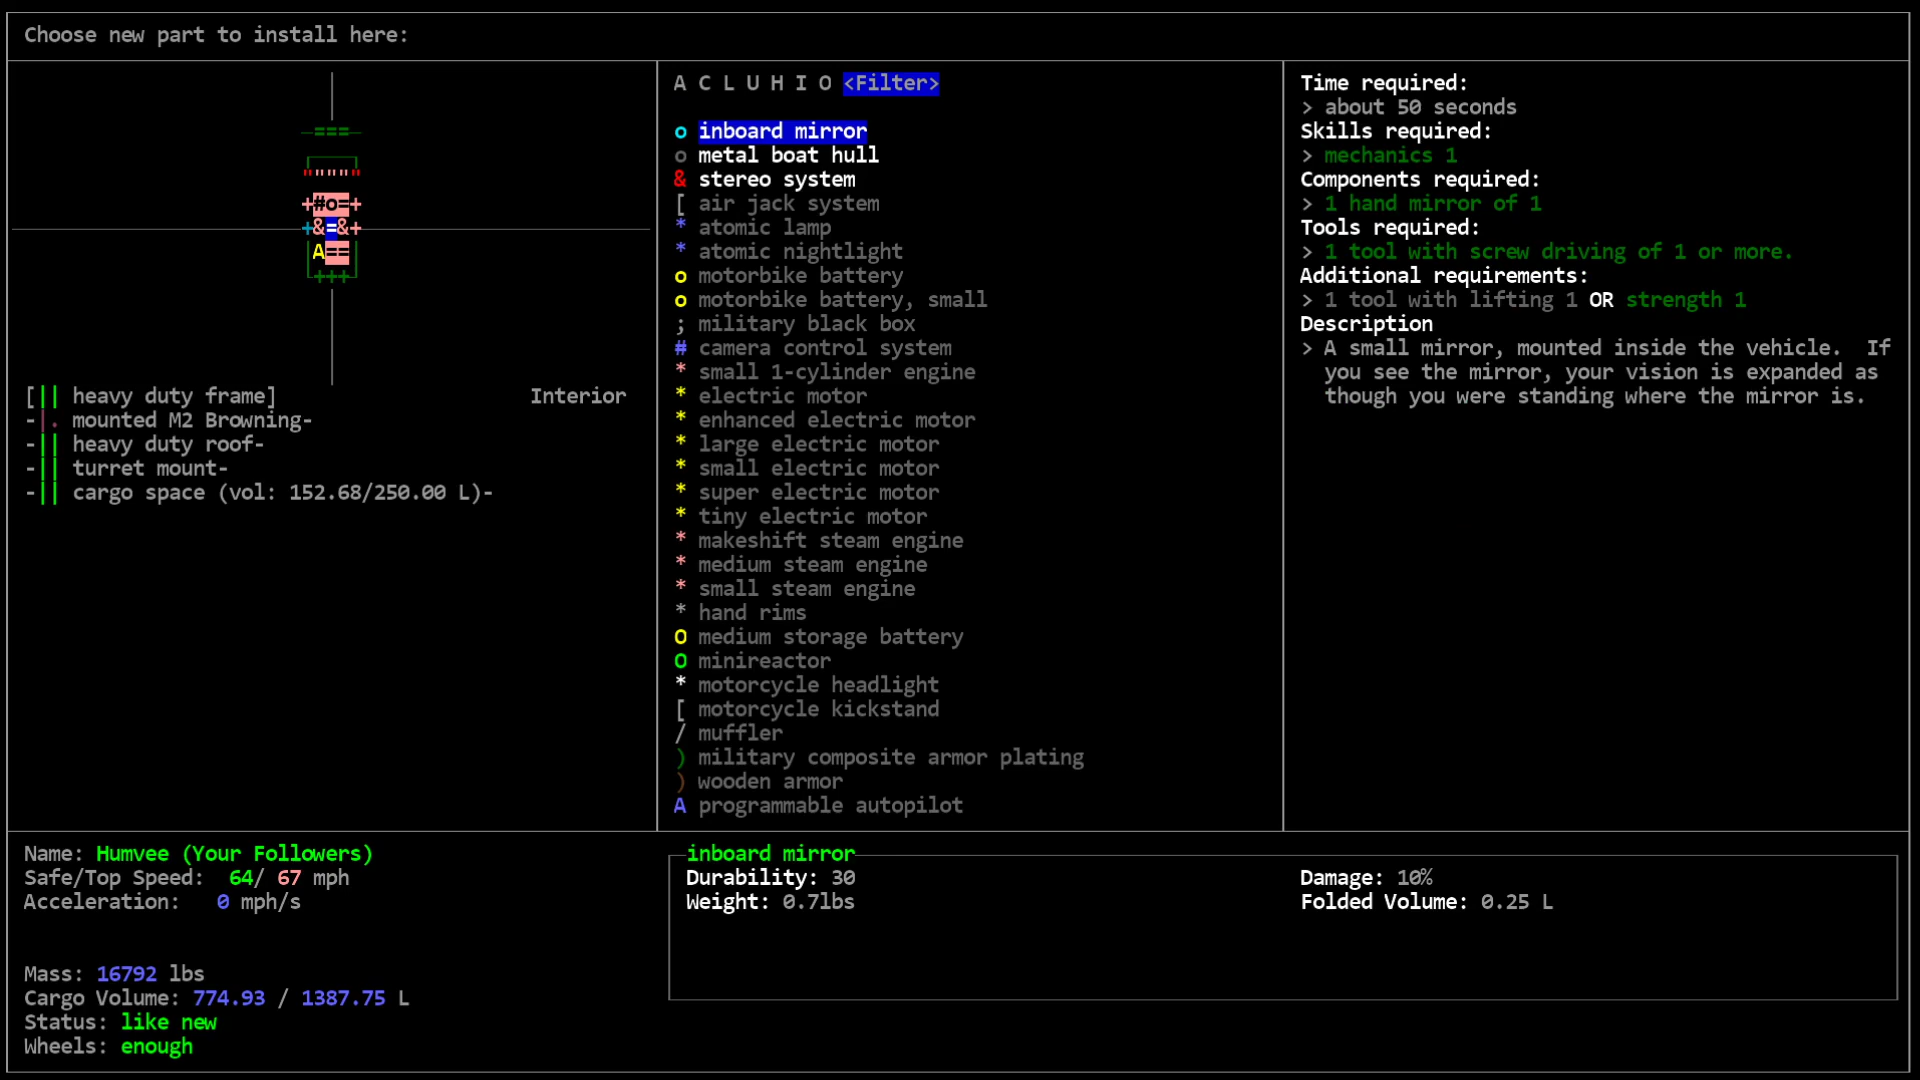 Choose new part to install here:
A C L U H I O <Filter>
-===-
""""""
+#o=+
+&=&+
A==
+++
[|| heavy duty frame] Interior
-|. mounted M2 Browning-
-|| heavy duty roof-
-|| turret mount-
-|| cargo space (vol: 152.68/250.00 L)-
o inboard mirror
o metal boat hull
& stereo system
[ air jack system
* atomic lamp
* atomic nightlight
o motorbike battery
o motorbike battery, small
; military black box
# camera control system
* small 1-cylinder engine
* electric motor
* enhanced electric motor
* large electric motor
* small electric motor
* super electric motor
* tiny electric motor
* makeshift steam engine
* medium steam engine
* small steam engine
* hand rims
O medium storage battery
O minireactor
* motorcycle headlight
[ motorcycle kickstand
/ muffler
) military composite armor plating
) wooden armor
A programmable autopilot
Time required:
> about 50 seconds
Skills required:
> mechanics 1
Components required:
> 1 hand mirror of 1
Tools required:
> 1 tool with screw driving of 1 or more.
Additional requirements:
> 1 tool with lifting 1 OR strength 1
Description
> A small mirror, mounted inside the vehicle.  If
you see the mirror, your vision is expanded as
though you were standing where the mirror is.
Name: Humvee (Your Followers)
Safe/Top Speed:  64/ 67 mph
Acceleration:   0 mph/s
Mass: 16792 lbs
Cargo Volume: 774.93 / 1387.75 L
Status: like new
Wheels: enough
inboard mirror
Durability: 30
Weight: 0.7lbs
Damage: 10%
Folded Volume: 0.25 L